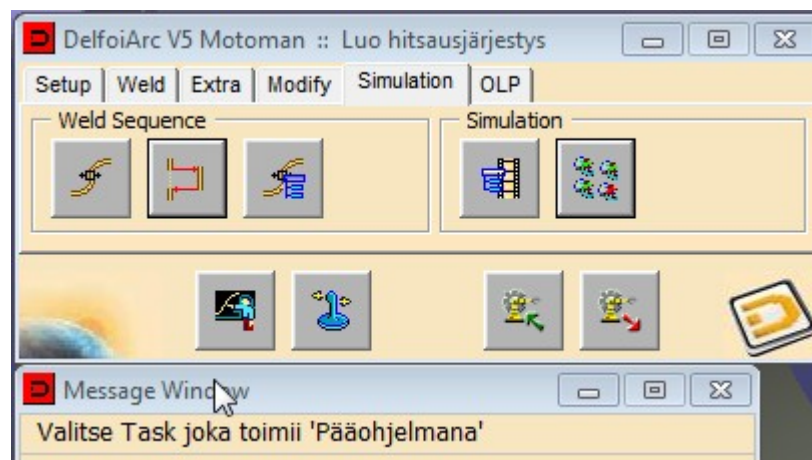 DelfoiArc V5 Motoman :: Luo hitsausjärjestys
Setup Weld Extra Modify Simulation OLP
Weld Sequence Simulation
Message Window
Valitse Task joka toimii 'Pääohjelmana'